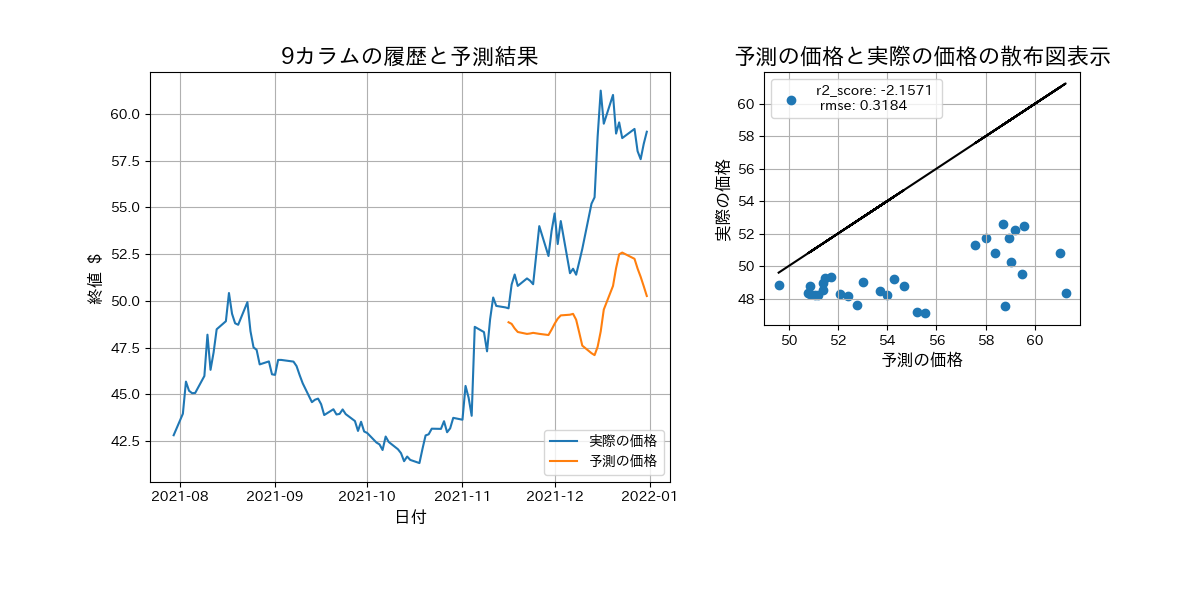 9カラムの履歴と予測結果
60.0
57.5
55.0
52.5
50.0
47.5
45.0
42.5
終値 $
2021-08 2021-09 2021-10 2021-11 2021-12 2022-01
日付
実際の価格
予測の価格
予測の価格と実際の価格の散布図表示
r2_score: -2.1571
rmse: 0.3184
60
58
56
54
52
50
48
実際の価格
50 52 54 56 58 60
予測の価格